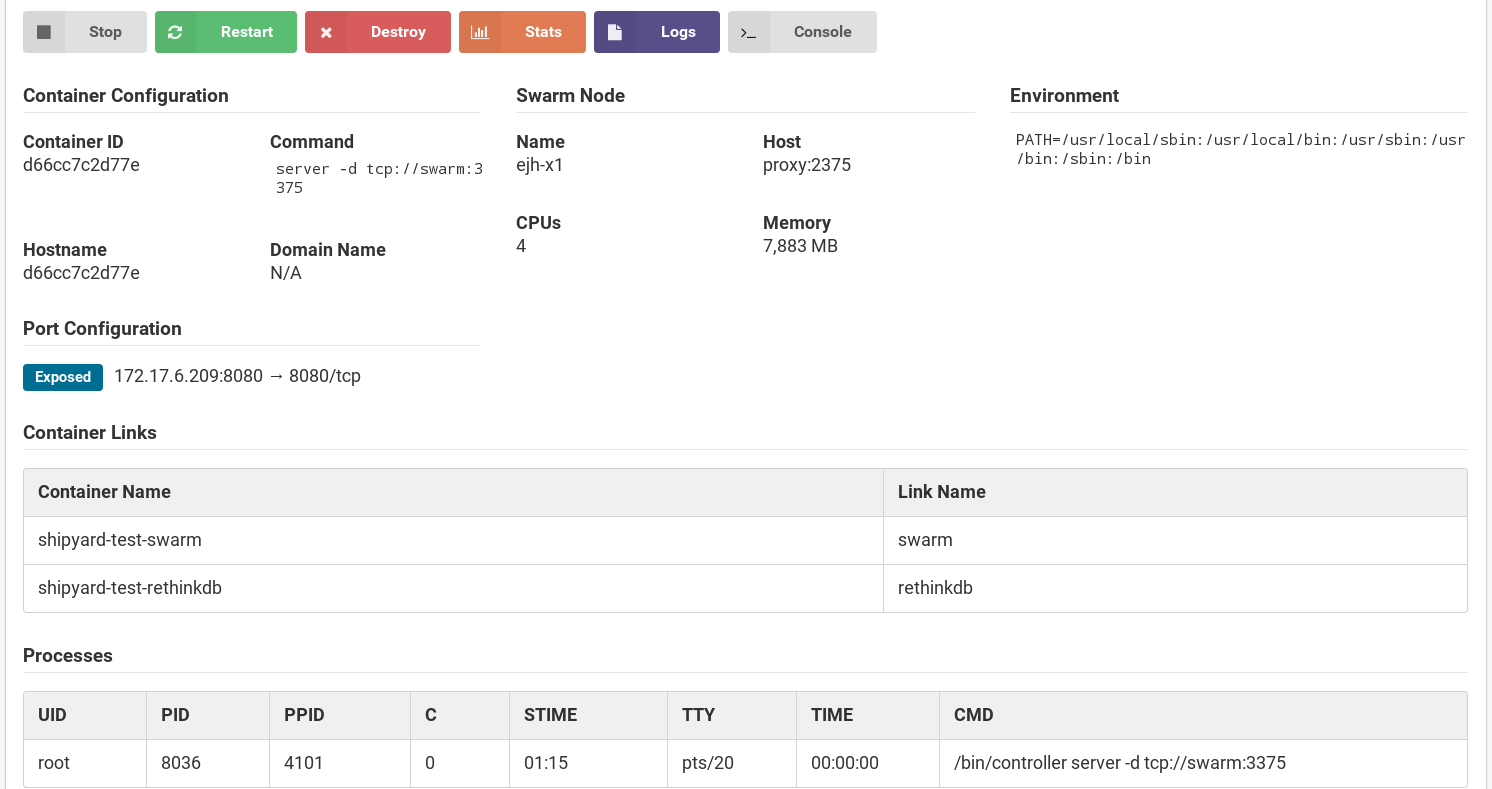 Stop Restart Destroy Stats Logs Console
Container Configuration
Container ID
d66cc7c2d77e
Command
server -d tcp://swarm:3
375
Hostname
d66cc7c2d77e
Domain Name
N/A
Swarm Node
Name
ejh-x1
Host
proxy:2375
CPUs
4
Memory
7,883 MB
Environment
PATH=/usr/local/sbin:/usr/local/bin:/usr/sbin:/usr
/bin:/sbin:/bin
Port Configuration
Exposed 172.17.6.209:8080 → 8080/tcp
Container Links
Container Name Link Name
shipyard-test-swarm swarm
shipyard-test-rethinkdb rethinkdb
Processes
UID PID PPID C STIME TTY TIME CMD
root 8036 4101 0 01:15 pts/20 00:00:00 /bin/controller server -d tcp://swarm:3375